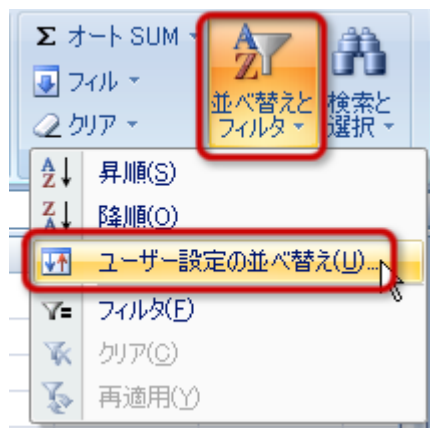 Σ オート SUM
フィル
クリア
並べ替えと
フィルタ
検索と
選択
昇順(S)
降順(O)
ユーザー設定の並べ替え(U)...
フィルタ(F)
クリア(C)
再適用(Y)